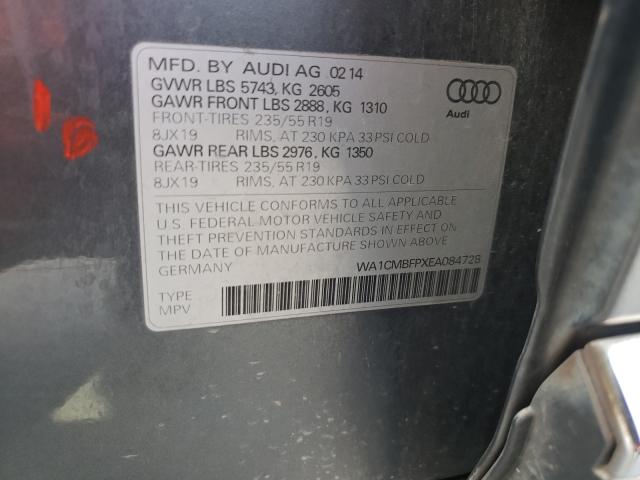 MFD. BY AUDI AG 02 14
GVWR LBS 5743, KG 2605
GAWR FRONT LBS 2888, KG 1310
FRONT-TIRES 235/55 R19
8JX19 RIMS, AT 230 KPA 33 PSI COLD
GAWR REAR LBS 2976, KG 1350
REAR-TIRES 235/55 R19
8JX19 RIMS, AT 230 KPA 33 PSI COLD
Audi
THIS VEHICLE CONFORMS TO ALL APPLICABLE
U.S. FEDERAL MOTOR VEHICLE SAFETY AND
THEFT PROTECTION STANDARDS IN EFFECT ON
THE DATE OF MANUFACTURE SHOWN ABOVE.
GERMANY WA1CMBFPXEA084728
TYPE
MPV